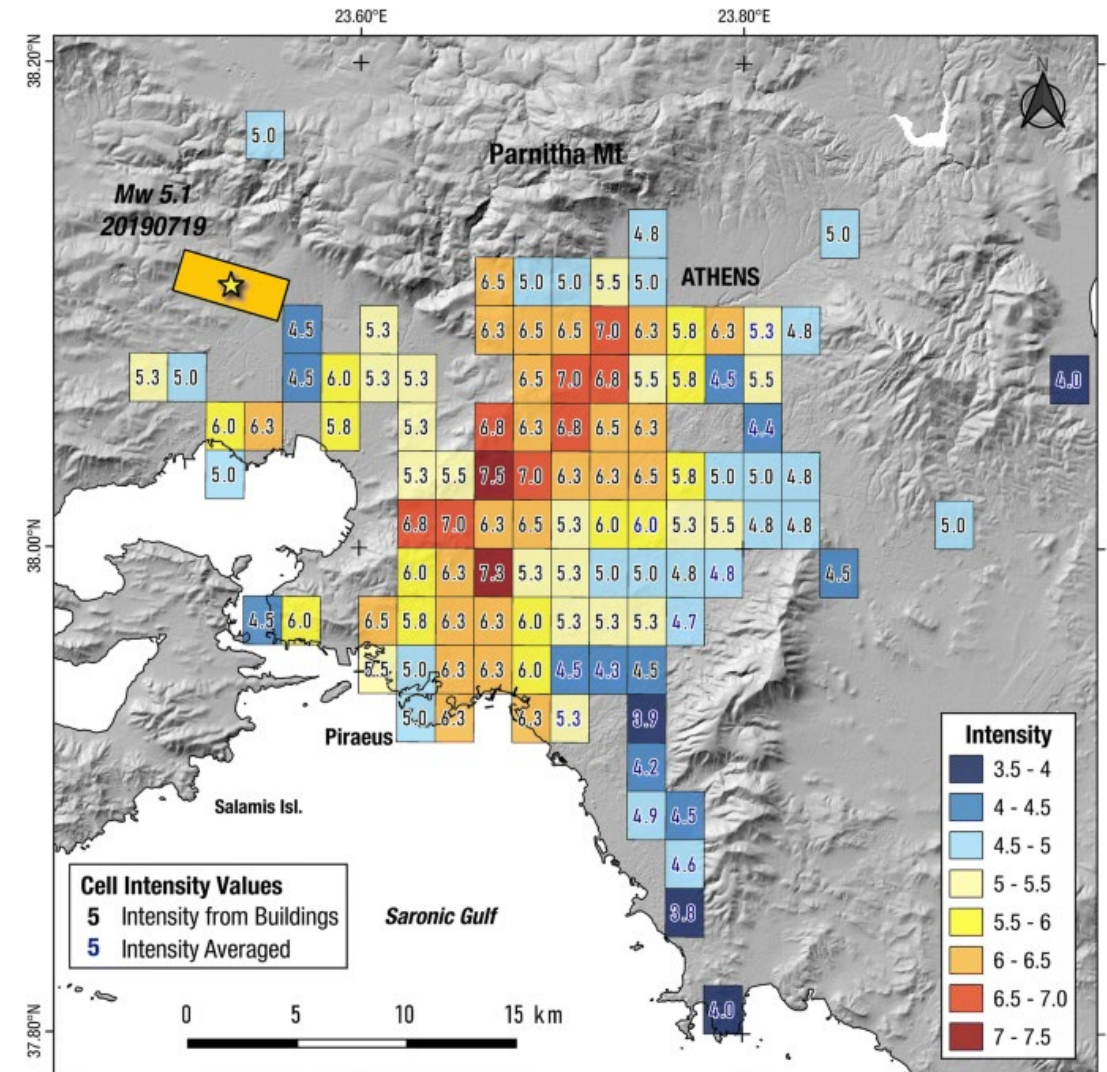 23.60°E 23.80°E
38.20°N
N
5.0
Parnitha Mt
Mw 5.1
20190719
4.8 5.0
6.5 5.0 5.0 5.5 5.0 ATHENS
4.5 5.3 6.3 6.5 6.5 7.0 6.3 5.8 6.3 5.3 4.8
5.3 5.0 4.5 6.0 5.3 5.3 6.5 7.0 6.8 5.5 5.8 4.5 5.5 4.0
6.0 6.3 5.8 5.3 6.8 6.3 6.8 6.5 6.3 4.4
5.0 5.3 5.5 7.5 7.0 6.3 6.3 6.5 5.8 5.0 5.0 4.8
6.8 7.0 6.3 6.5 5.3 6.0 6.0 5.3 5.5 4.8 4.8 5.0
38.00°N
6.0 6.3 7.3 5.3 5.3 5.0 5.0 4.8 4.8 4.5
4.5 6.0 6.5 5.8 6.3 6.3 6.0 5.3 5.3 5.3 4.7
5.5 5.0 6.3 6.3 6.0 4.5 4.3 4.5
5.0 6.3 6.3 5.3 3.9
Piraeus
4.2
Salamis Isl.
4.9 4.5
4.6
3.8
4.0
Saronic Gulf
Cell Intensity Values
5 Intensity from Buildings
5 Intensity Averaged
0 5 10 15 km
37.80°N
Intensity
3.5 - 4
4 - 4.5
4.5 - 5
5 - 5.5
5.5 - 6
6 - 6.5
6.5 - 7.0
7 - 7.5